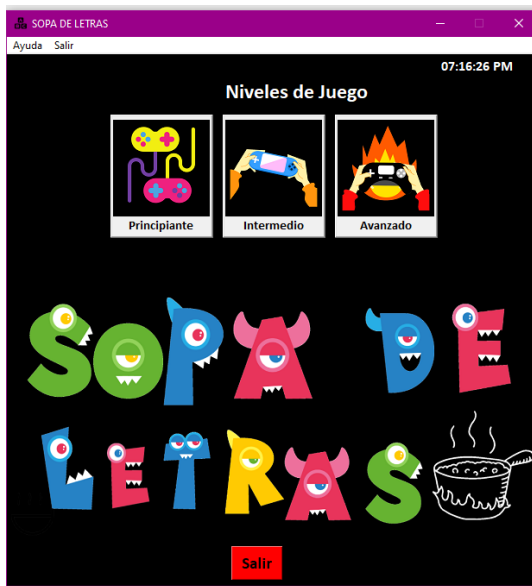 SOPA DE LETRAS
Ayuda Salir
07:16:26 PM
Niveles de Juego
Principiante Intermedio Avanzado
SOPA DE
LETRAS
Salir